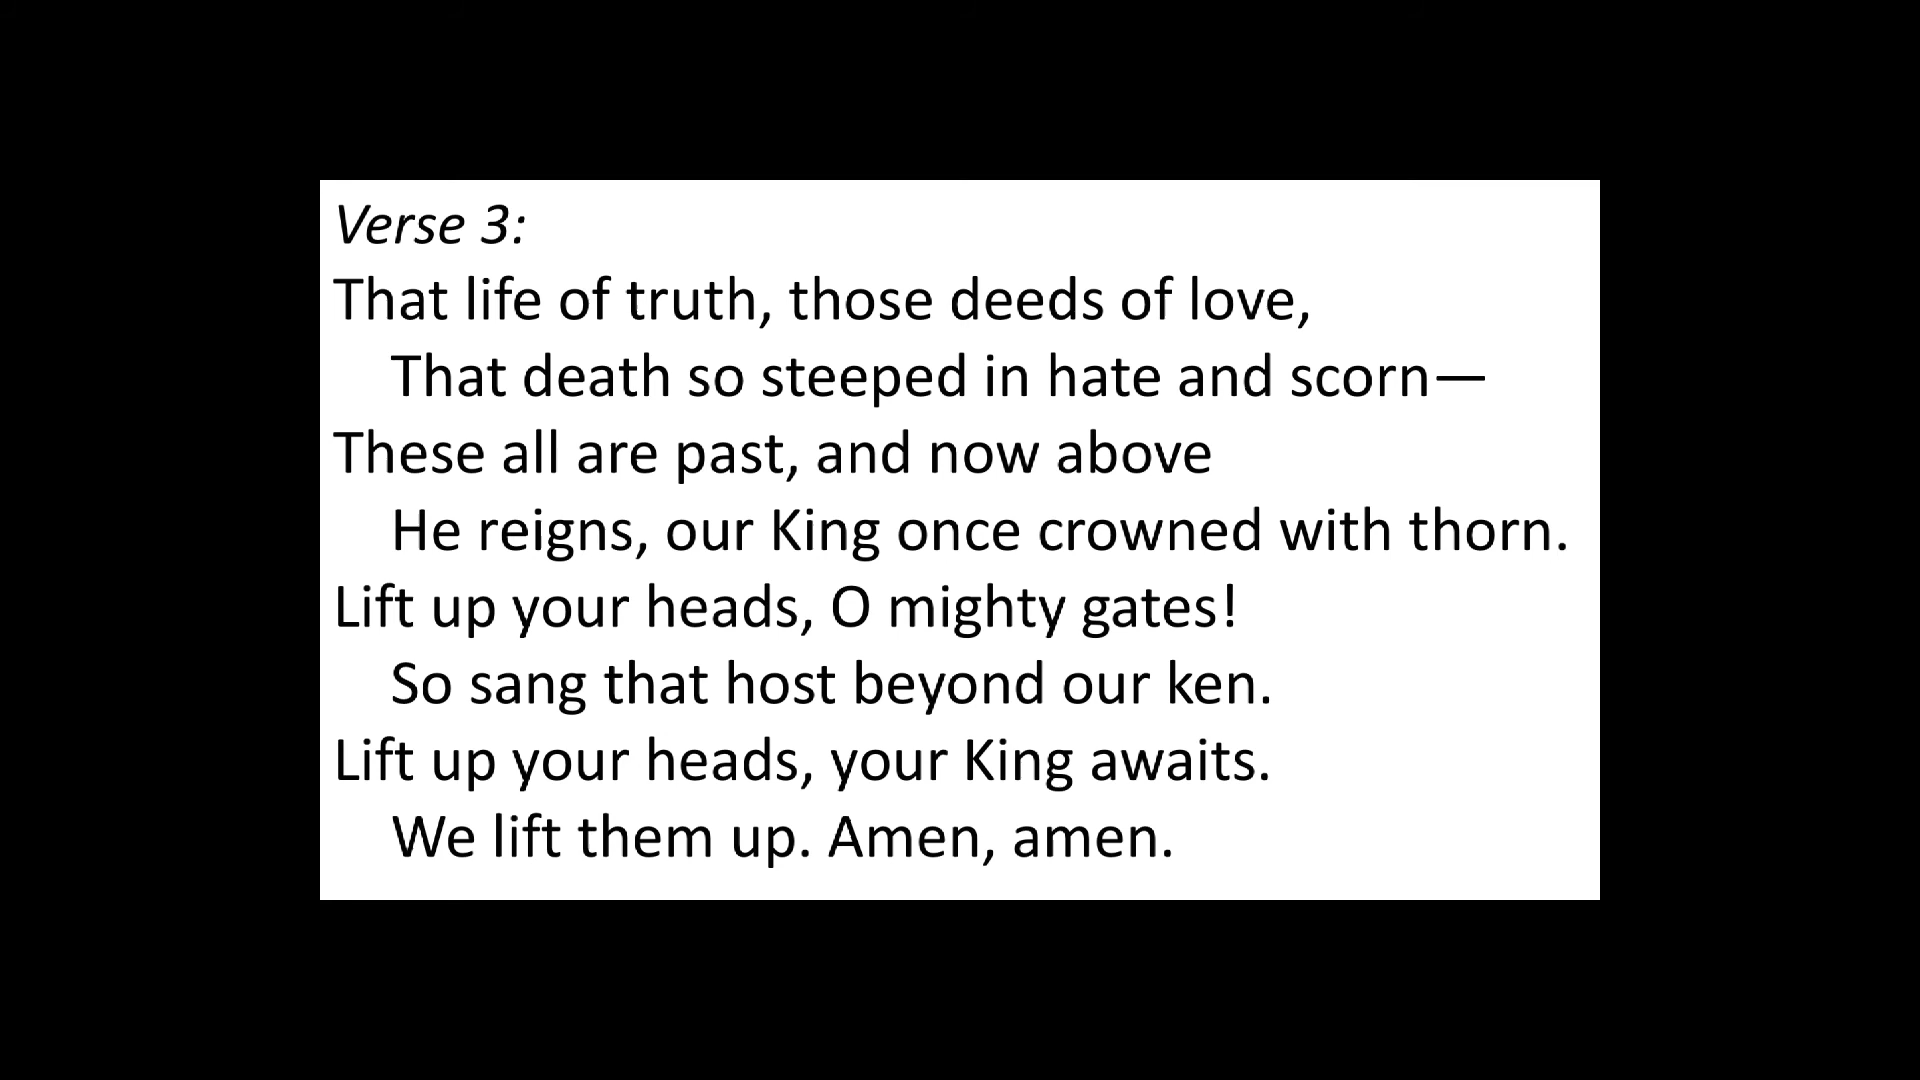 Verse 3:
That life of truth, those deeds of love,
That death so steeped in hate and scorn—
These all are past, and now above
He reigns, our King once crowned with thorn.
Lift up your heads, O mighty gates!
So sang that host beyond our ken.
Lift up your heads, your King awaits.
We lift them up. Amen, amen.